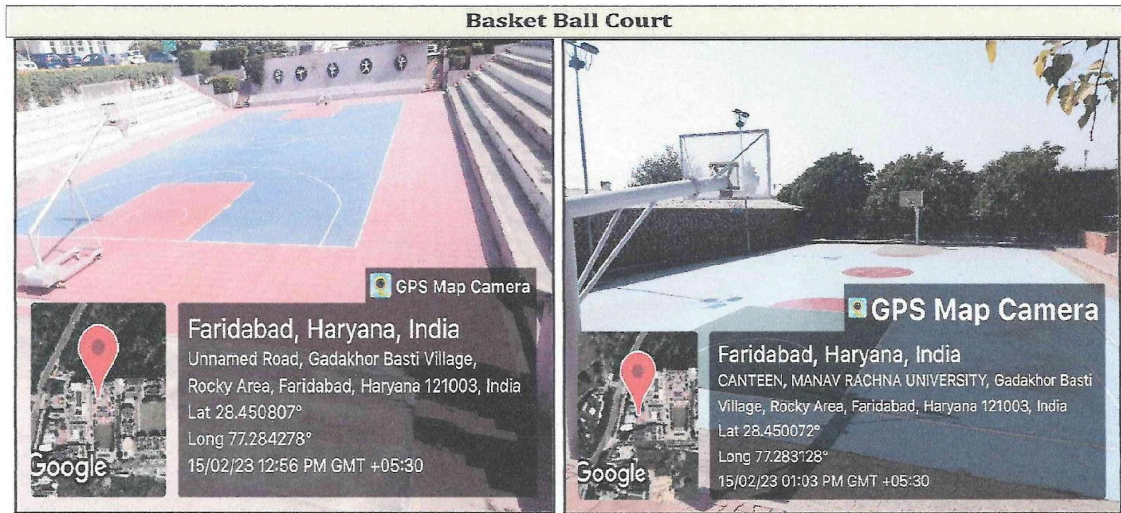 Basket Ball Court
GPS Map Camera
Faridabad, Haryana, India
Unnamed Road, Gadakhor Basti Village,
Rocky Area, Faridabad, Haryana 121003, India
Lat 28.450807°
Long 77.284278°
15/02/23 12:56 PM GMT +05:30
Google
GPS Map Camera
Faridabad, Haryana, India
CANTEEN, MANAV RACHNA UNIVERSITY, Gadakhor Basti
Village, Rocky Area, Faridabad, Haryana 121003, India
Lat 28.450072°
Long 77.283128°
15/02/23 01:03 PM GMT +05:30
Google